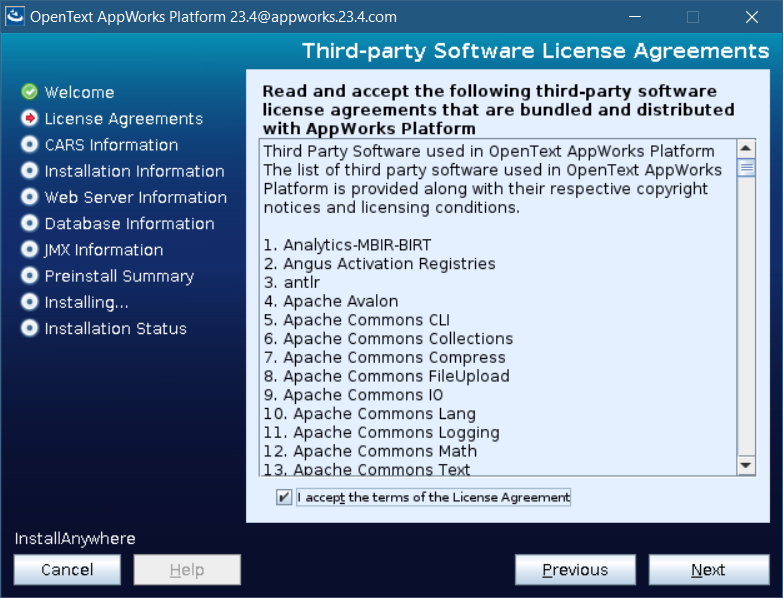 OpenText AppWorks Platform 23.4@appworks.23.4.com
Third-party Software License Agreements
Welcome
License Agreements
CARS Information
Installation Information
Web Server Information
Database Information
JMX Information
Preinstall Summary
Installing...
Installation Status
Read and accept the following third-party software
license agreements that are bundled and distributed
with AppWorks Platform
Third Party Software used in OpenText AppWorks Platform
The list of third party software used in OpenText AppWorks
Platform is provided along with their respective copyright
notices and licensing conditions.
1. Analytics-MBIR-BIRT
2. Angus Activation Registries
3. antlr
4. Apache Avalon
5. Apache Commons CLI
6. Apache Commons Collections
7. Apache Commons Compress
8. Apache Commons FileUpload
9. Apache Commons IO
10. Apache Commons Lang
11. Apache Commons Logging
12. Apache Commons Math
13. Apache Commons Text
I accept the terms of the License Agreement
InstallAnywhere
Cancel
Help
Previous
Next